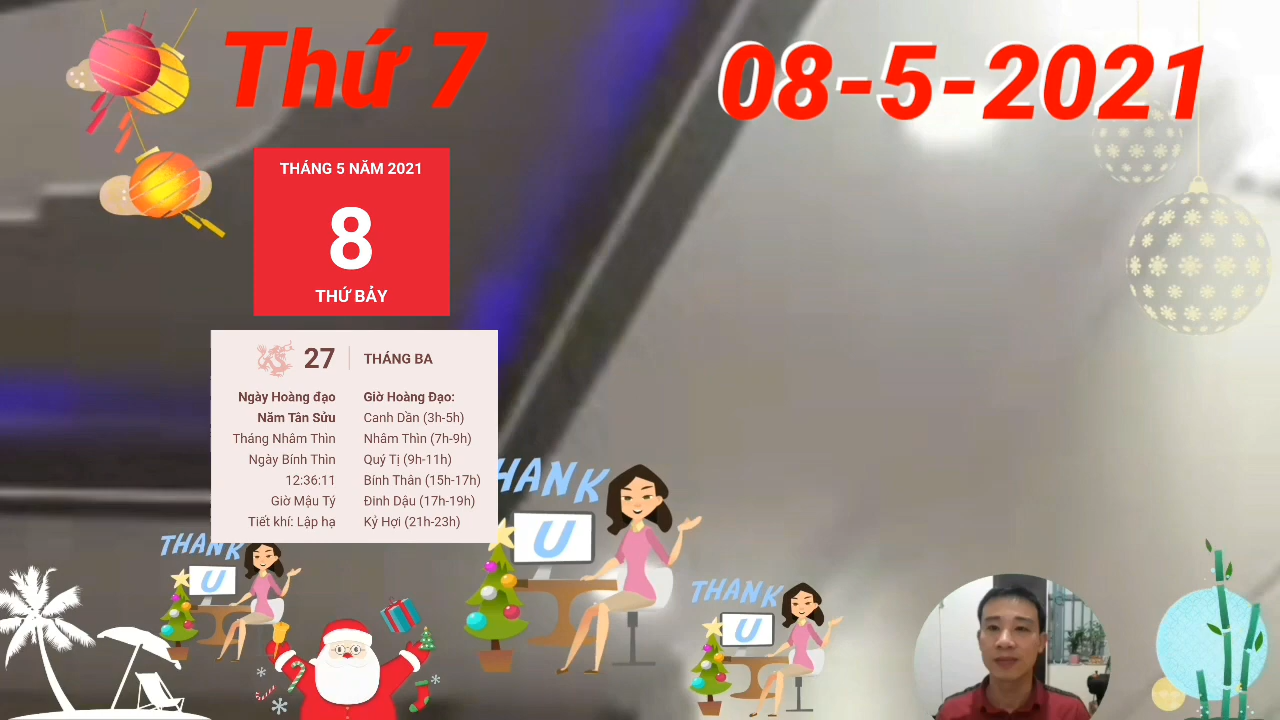 Thứ 7
08-5-2021
THÁNG 5 NĂM 2021
8
THỨ BẢY
27
THÁNG BA
Ngày Hoàng đạo
Năm Tân Sửu
Tháng Nhâm Thìn
Ngày Bính Thìn
12:36:11
Giờ Mậu Tý
Tiết khí: Lập hạ
Giờ Hoàng Đạo:
Canh Dần (3h-5h)
Nhâm Thìn (7h-9h)
Quý Tị (9h-11h)
Bính Thân (15h-17h)
Đinh Dậu (17h-19h)
Kỷ Hợi (21h-23h)
THANK
U
THANK
U
THANK
U